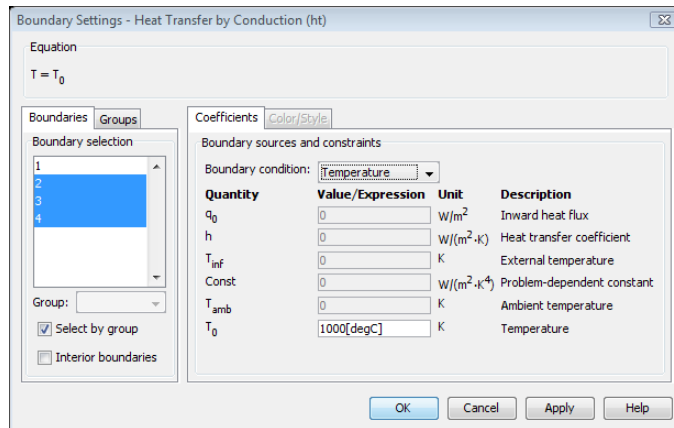 Boundary Settings - Heat Transfer by Conduction (ht)
Equation
T = T₀
Boundaries Groups
Boundary selection
1
2
3
4
Group:
Select by group
Interior boundaries
Coefficients Color/Style
Boundary sources and constraints
Boundary condition: Temperature
Quantity Value/Expression Unit Description
q₀ 0 W/m² Inward heat flux
h 0 W/(m²·K) Heat transfer coefficient
T_inf 0 K External temperature
Const 0 W/(m²·K⁴) Problem-dependent constant
T_amb 0 K Ambient temperature
T₀ 1000[degC] K Temperature
OK Cancel Apply Help